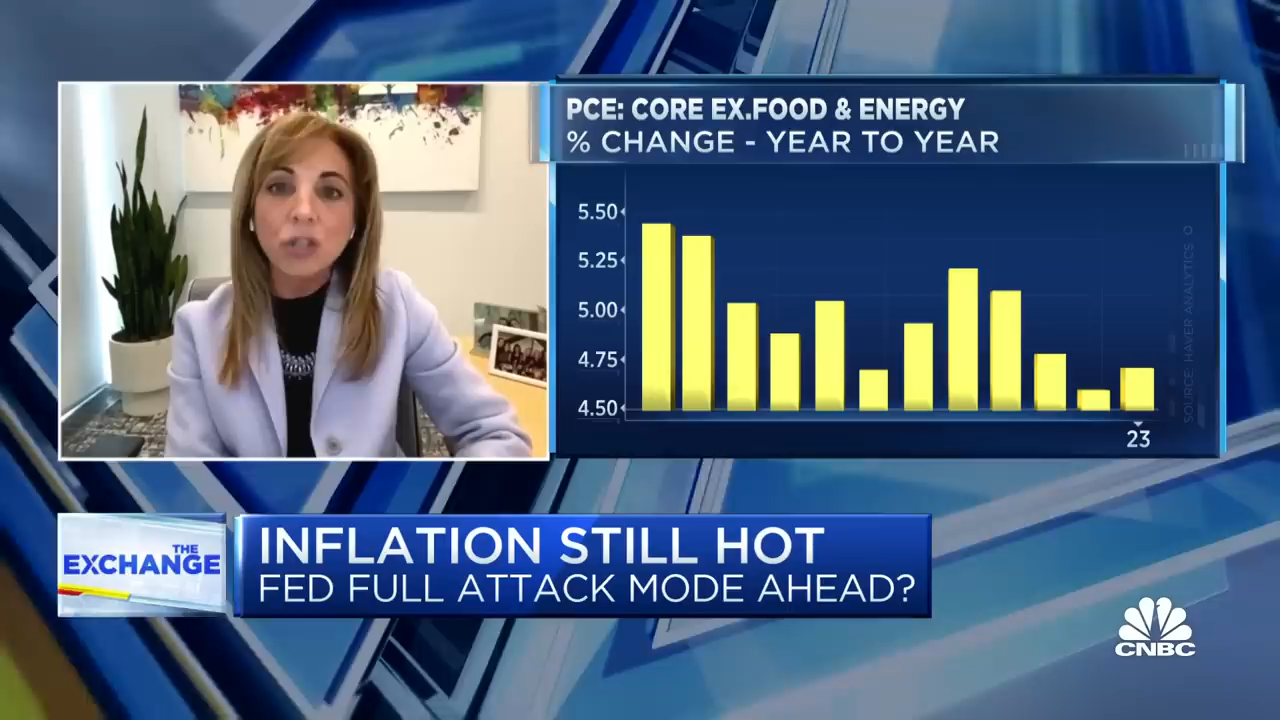 PCE: CORE EX.FOOD & ENERGY
% CHANGE - YEAR TO YEAR
5.50
5.25
5.00
4.75
4.50
23
SOURCE: HAVER ANALYTICS
THE
EXCHANGE
INFLATION STILL HOT
FED FULL ATTACK MODE AHEAD?
CNBC